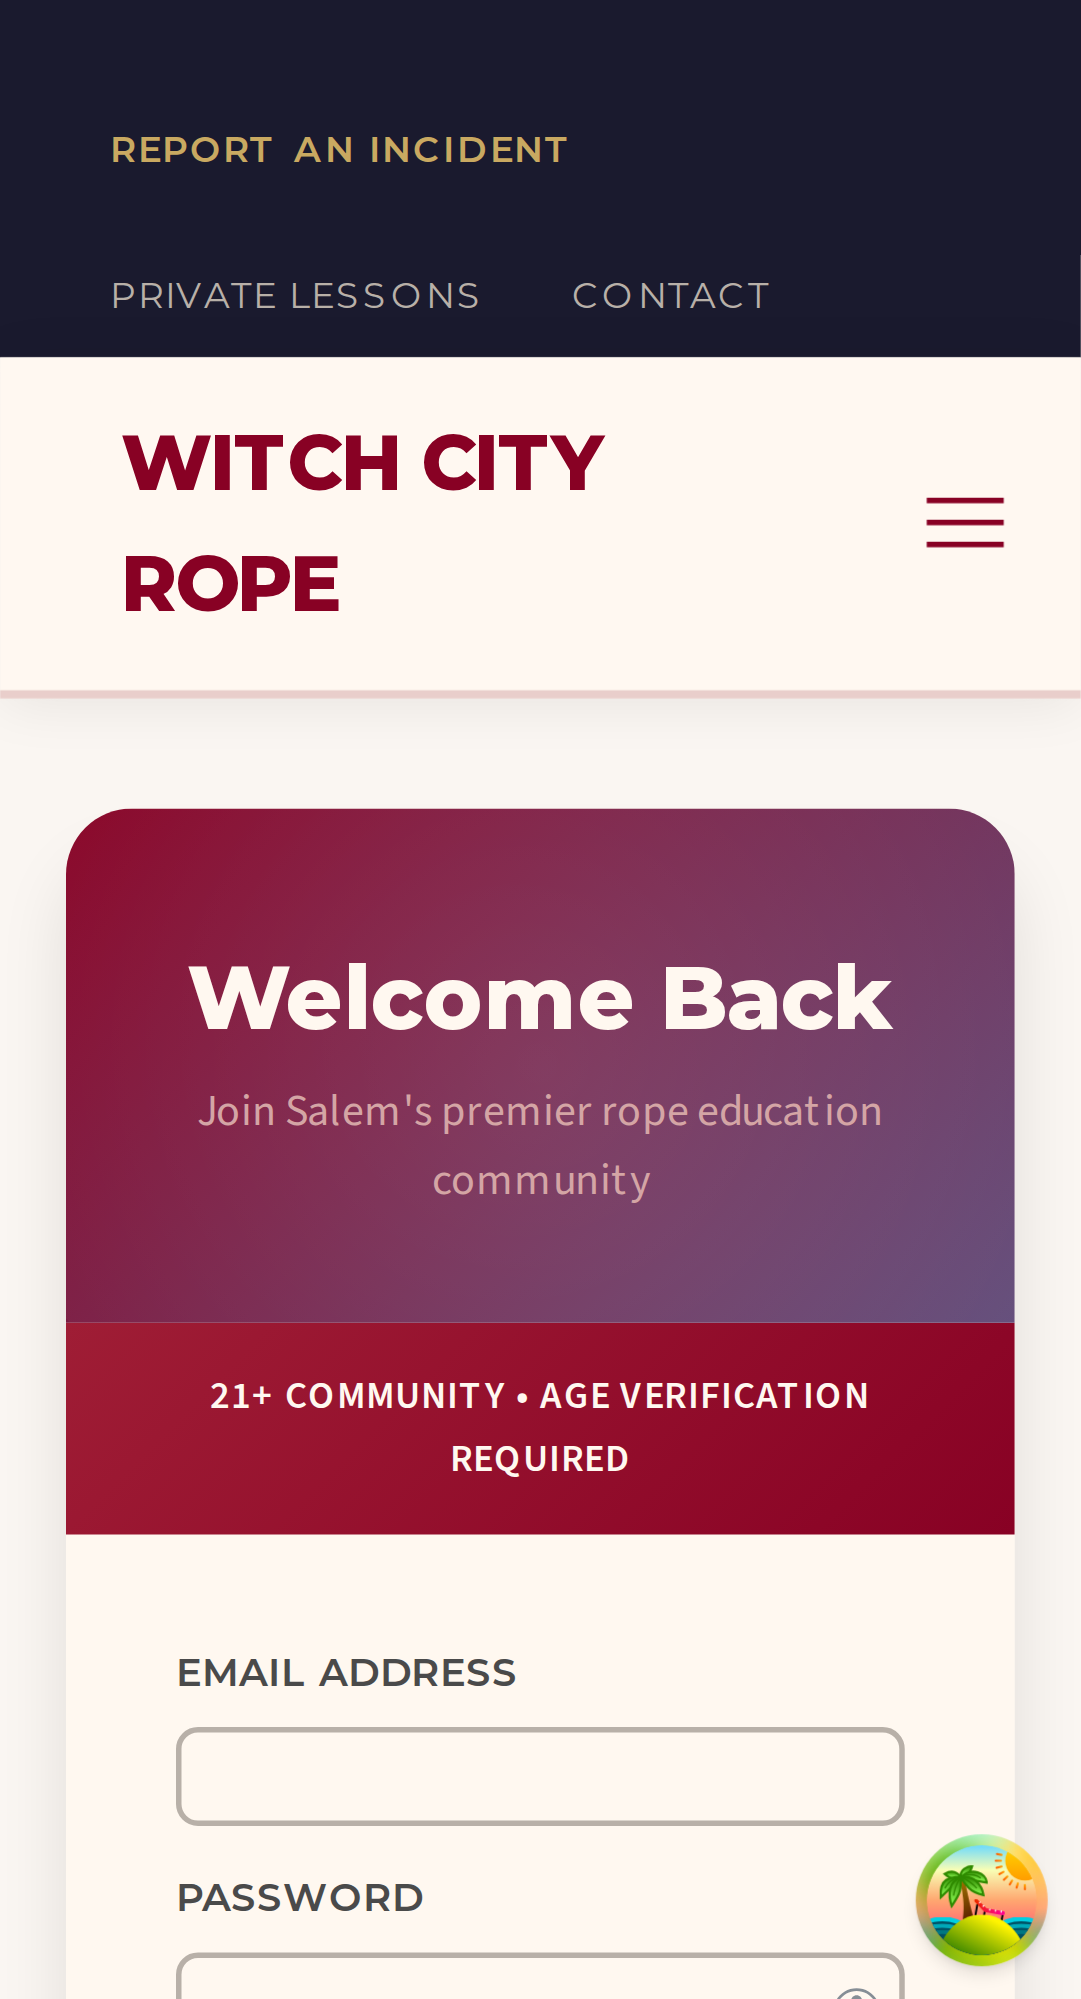 REPORT AN INCIDENT
PRIVATE LESSONS CONTACT
WITCH CITY
ROPE
Welcome Back
Join Salem's premier rope education
community
21+ COMMUNITY • AGE VERIFICATION
REQUIRED
EMAIL ADDRESS
PASSWORD